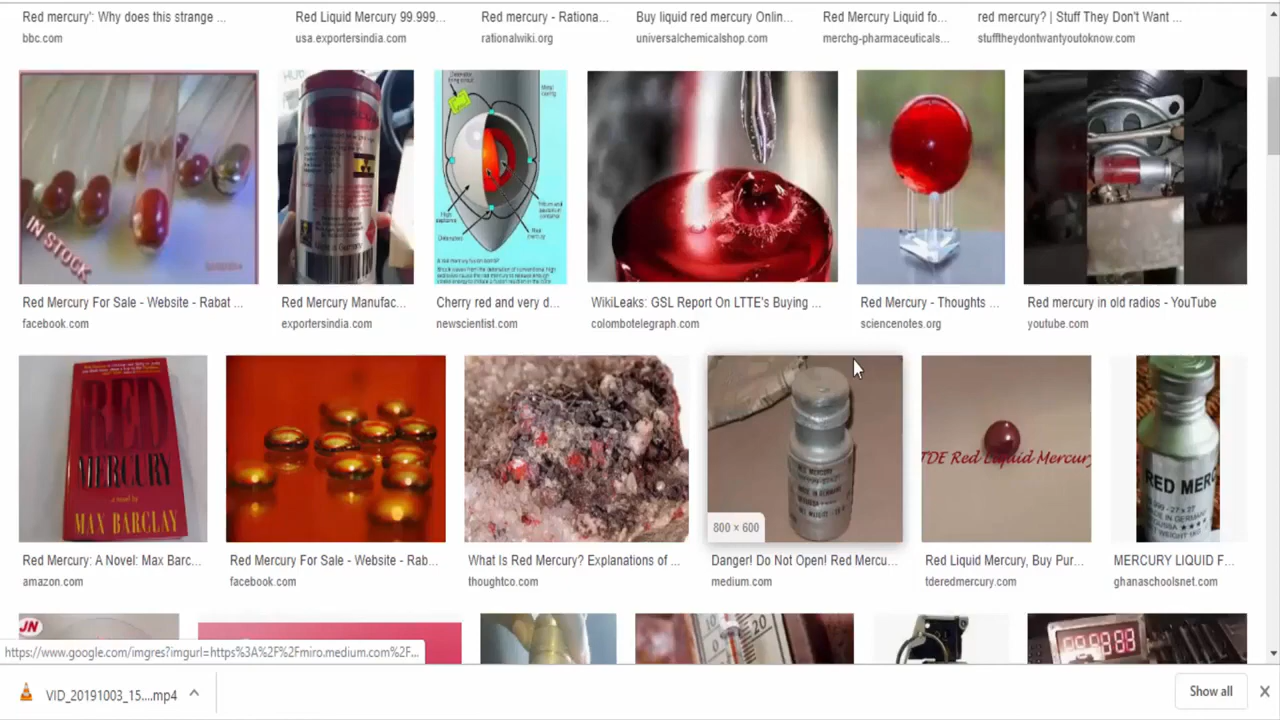 Red mercury': Why does this strange ...
Red Liquid Mercury 99.999...
Red mercury - Rationa...
Buy liquid red mercury Onlin...
Red Mercury Liquid fo...
red mercury? | Stuff They Don't Want ...
bbc.com
usa.exportersindia.com
rationalwiki.org
universalchemicalshop.com
merchg-pharmaceuticals...
stufftheydontwantyoutoknow.com
IN STOCK
Red Mercury For Sale - Website - Rabat ...
Red Mercury Manufac...
Cherry red and very d...
WikiLeaks: GSL Report On LTTE's Buying ...
Red Mercury - Thoughts ...
Red mercury in old radios - YouTube
facebook.com
exportersindia.com
newscientist.com
colombotelegraph.com
sciencenotes.org
youtube.com
RED
MERCURY
a novel by
MAX BARCLAY
800 × 600
TDE Red Liquid Mercury
RED MERC
Red Mercury: A Novel: Max Barc...
Red Mercury For Sale - Website - Rab...
What Is Red Mercury? Explanations of ...
Danger! Do Not Open! Red Mercu...
Red Liquid Mercury, Buy Pur...
MERCURY LIQUID F...
amazon.com
facebook.com
thoughtco.com
medium.com
tderedmercury.com
ghanaschoolsnet.com
JN
https://www.google.com/imgres?imgurl=https%3A%2F%2Fmiro.medium.com%2F...
VID_20191003_15....mp4
Show all